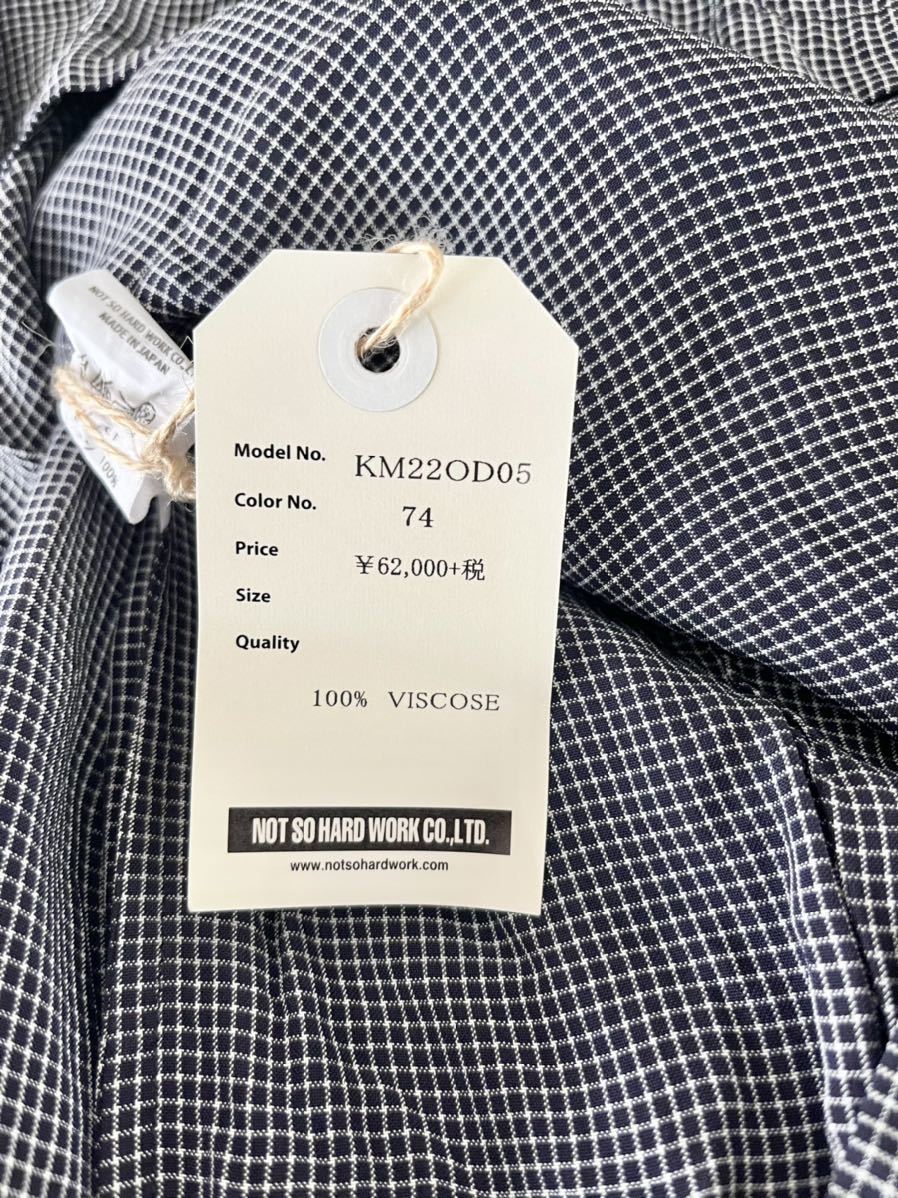 NOT SO HARD WORK CO.,L
MADE IN JAPAN
100%
Model No. KM22OD05
Color No. 74
Price ￥62,000+税
Size
Quality
100% VISCOSE
NOT SO HARD WORK CO.,LTD.
www.notsohardwork.com